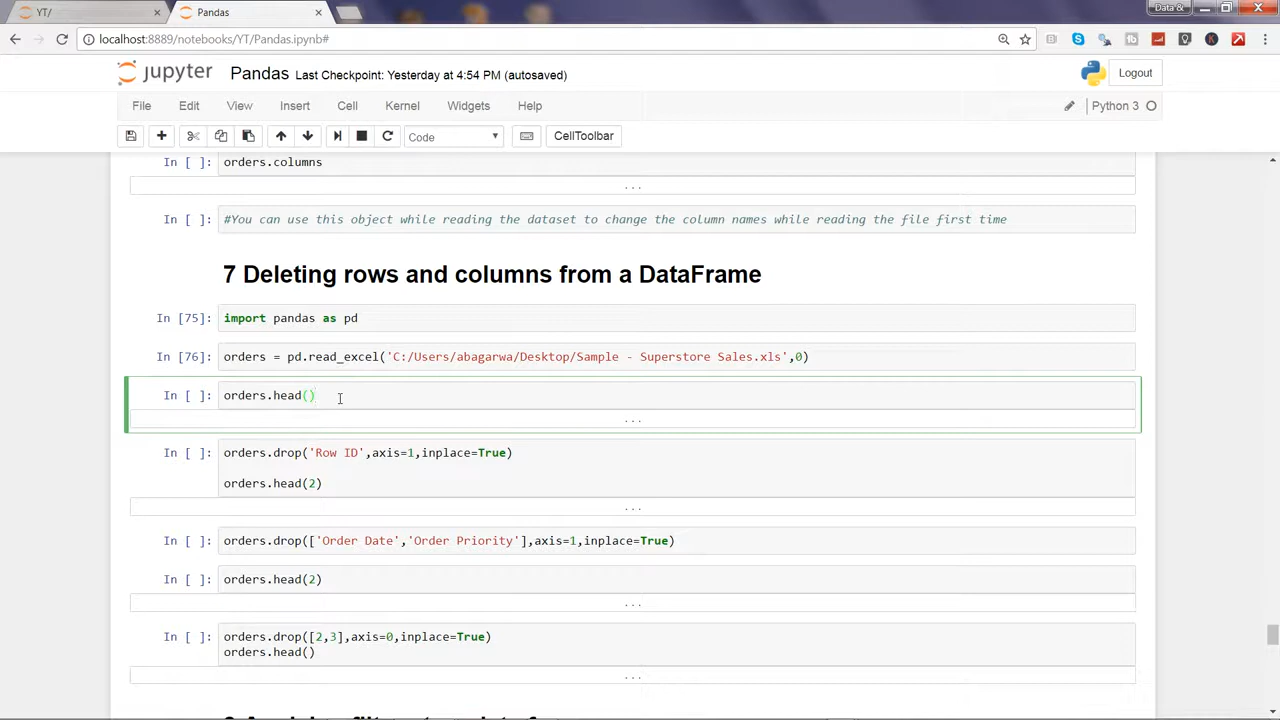 YT/
Pandas
Data &
localhost:8889/notebooks/YT/Pandas.ipynb#
jupyter Pandas Last Checkpoint: Yesterday at 4:54 PM (autosaved)
Logout
File Edit View Insert Cell Kernel Widgets Help
Python 3
Code
CellToolbar
In [ ]: orders.columns
...
In [ ]: #You can use this object while reading the dataset to change the column names while reading the file first time
7 Deleting rows and columns from a DataFrame
In [75]: import pandas as pd
In [76]: orders = pd.read_excel('C:/Users/abagarwa/Desktop/Sample - Superstore Sales.xls',0)
In [ ]: orders.head()
...
In [ ]: orders.drop('Row ID',axis=1,inplace=True)
orders.head(2)
...
In [ ]: orders.drop(['Order Date','Order Priority'],axis=1,inplace=True)
In [ ]: orders.head(2)
...
In [ ]: orders.drop([2,3],axis=0,inplace=True)
orders.head()
...